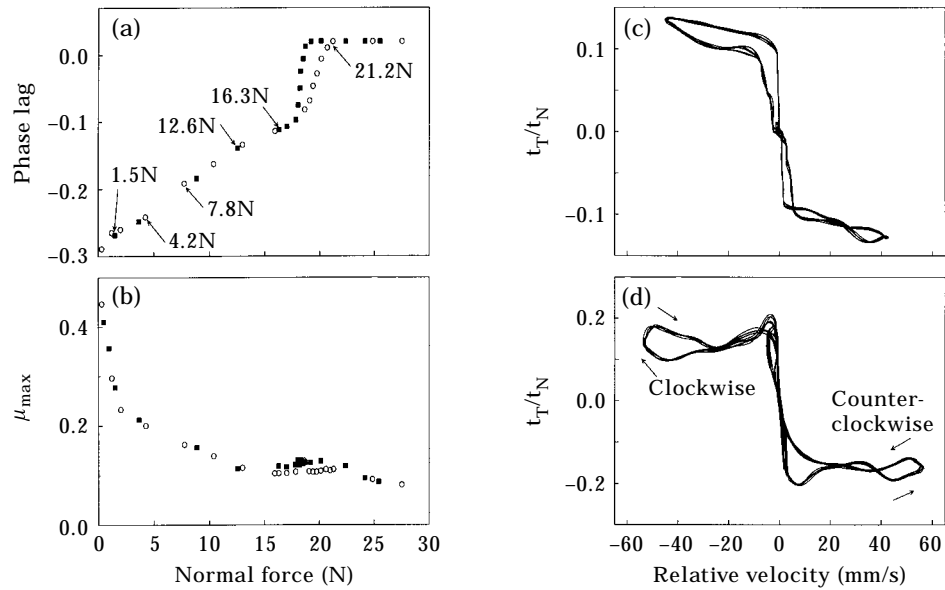 (a)
0.0
-0.1
-0.2
-0.3
Phase lag
21.2N
16.3N
12.6N
1.5N
7.8N
4.2N
(b)
0.4
0.2
0.0
μmax
0 5 10 15 20 25 30
Normal force (N)
(c)
0.1
0.0
-0.1
tT/tN
(d)
0.2
0.0
-0.2
tT/tN
Clockwise
Counter-
clockwise
-60 -40 -20 0 20 40 60
Relative velocity (mm/s)